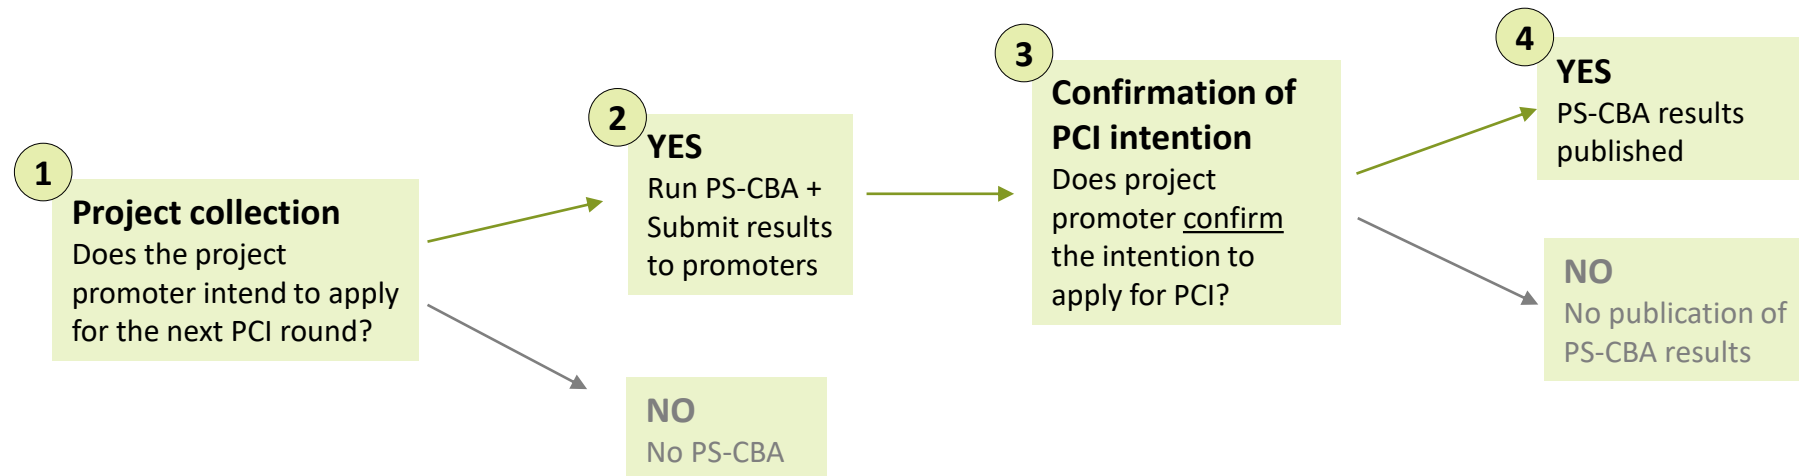 1
Project collection
Does the project
promoter intend to apply
for the next PCI round?
2
YES
Run PS-CBA +
Submit results
to promoters
NO
No PS-CBA
3
Confirmation of
PCI intention
Does project
promoter confirm
the intention to
apply for PCI?
4
YES
PS-CBA results
published
NO
No publication of
PS-CBA results